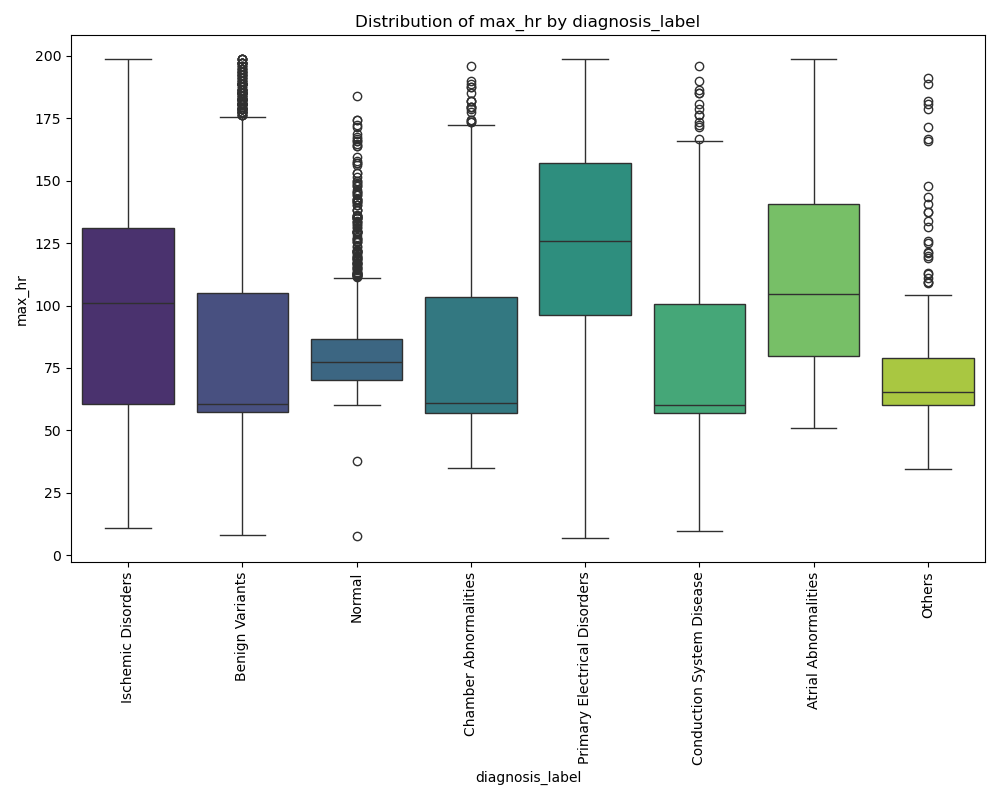 Distribution of max_hr by diagnosis_label
200
175
150
125
100
75
50
25
0
max_hr
Ischemic Disorders
Benign Variants
Normal
Chamber Abnormalities
Primary Electrical Disorders
Conduction System Disease
Atrial Abnormalities
Others
diagnosis_label